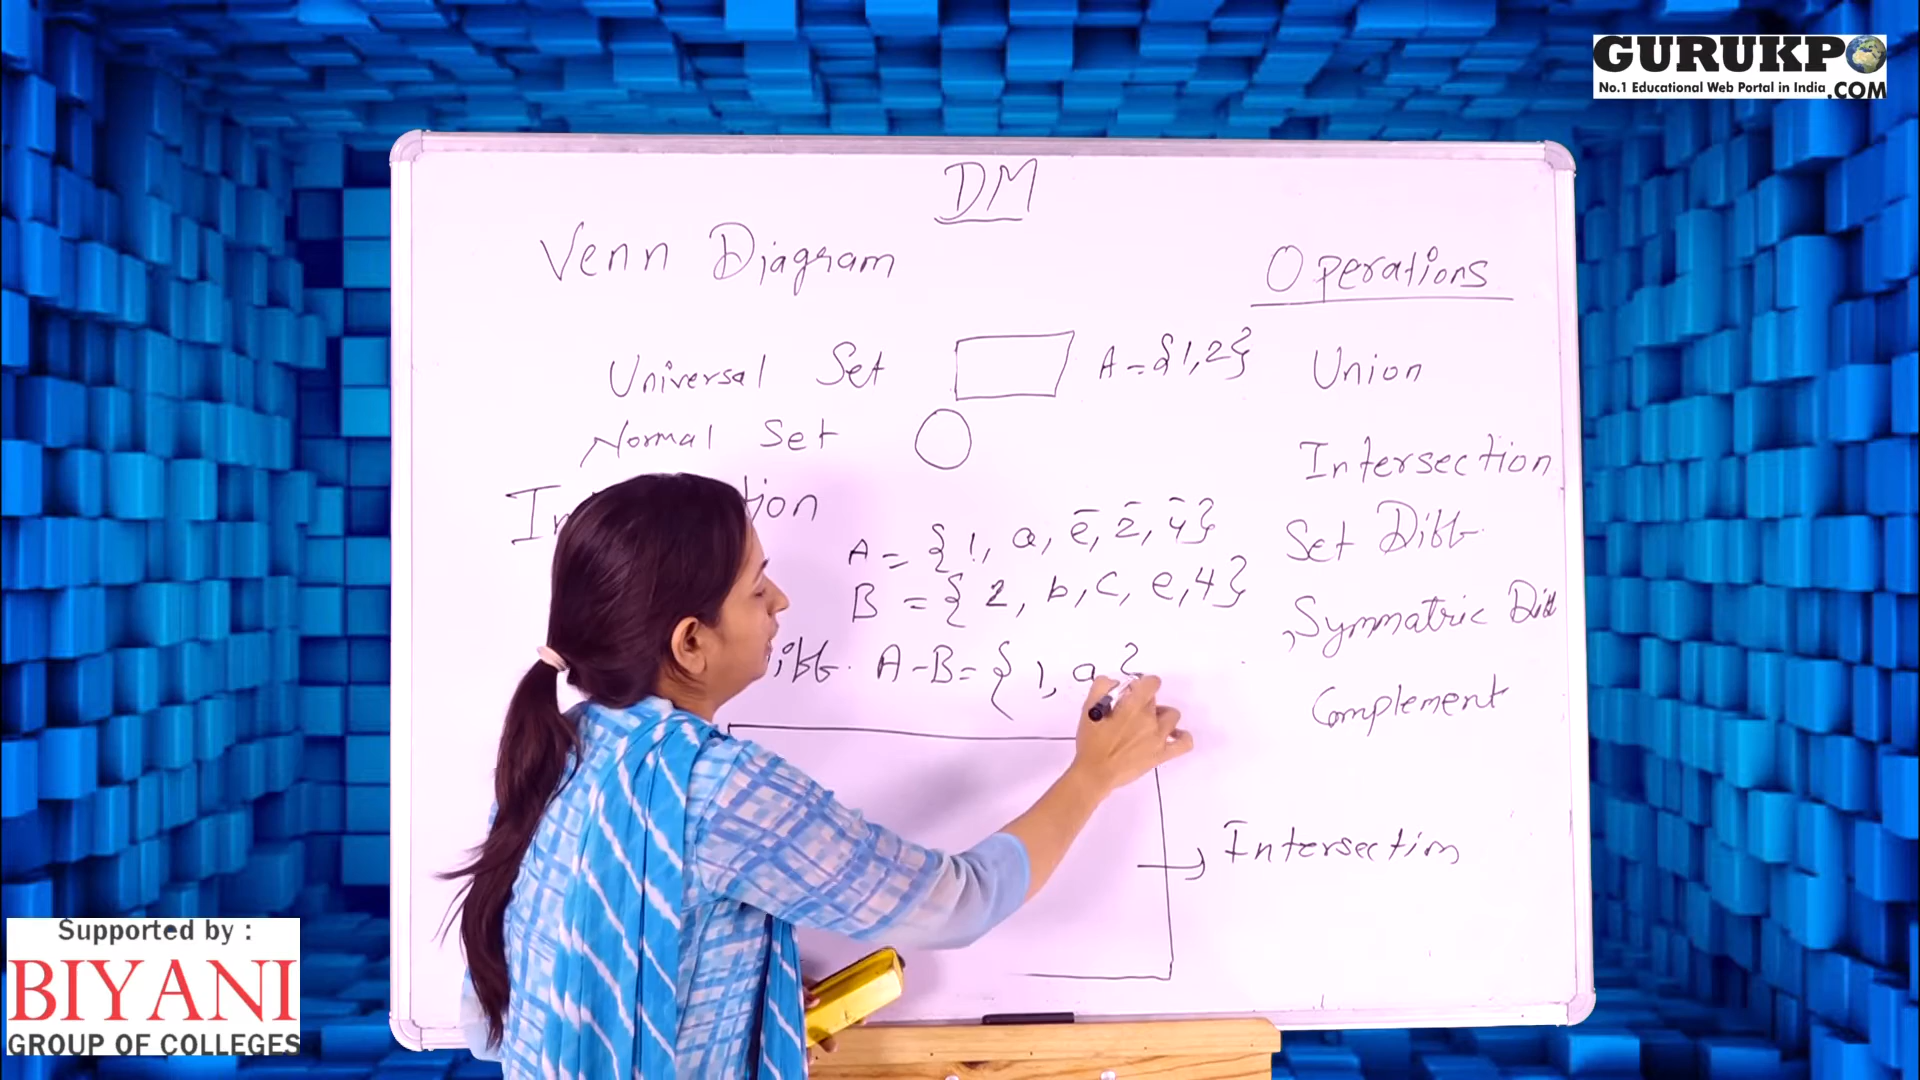 GURUKPO
No.1 Educational Web Portal in India .COM
DM
Venn Diagram
Operations
Universal Set A = {1,2}
Union
Normal Set
Intersection
A = {1, a, e, 2, 4}
Set Diff
B = {2, b, c, e, 4}
Symmatric Diff
A - B = {1, a}
Complement
Intersection
Supported by :
BIYANI
GROUP OF COLLEGES